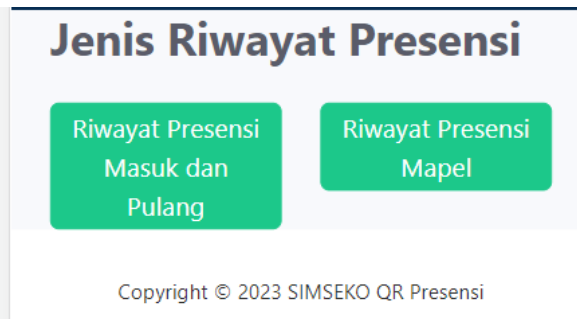 Jenis Riwayat Presensi
Riwayat Presensi
Masuk dan
Pulang
Riwayat Presensi
Mapel
Copyright © 2023 SIMSEKO QR Presensi